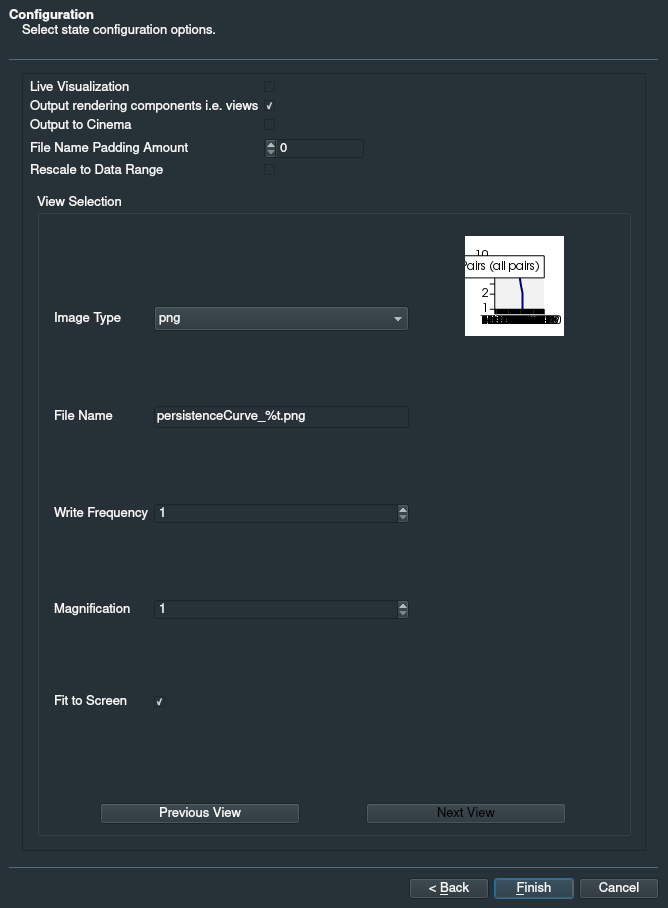 Configuration
Select state configuration options.
Live Visualization
Output rendering components i.e. views
Output to Cinema
File Name Padding Amount 0
Rescale to Data Range
View Selection
10
Pairs (all pairs)
2
1
Image Type png
File Name persistenceCurve_%t.png
Write Frequency 1
Magnification 1
Fit to Screen
Previous View Next View
< Back Finish Cancel